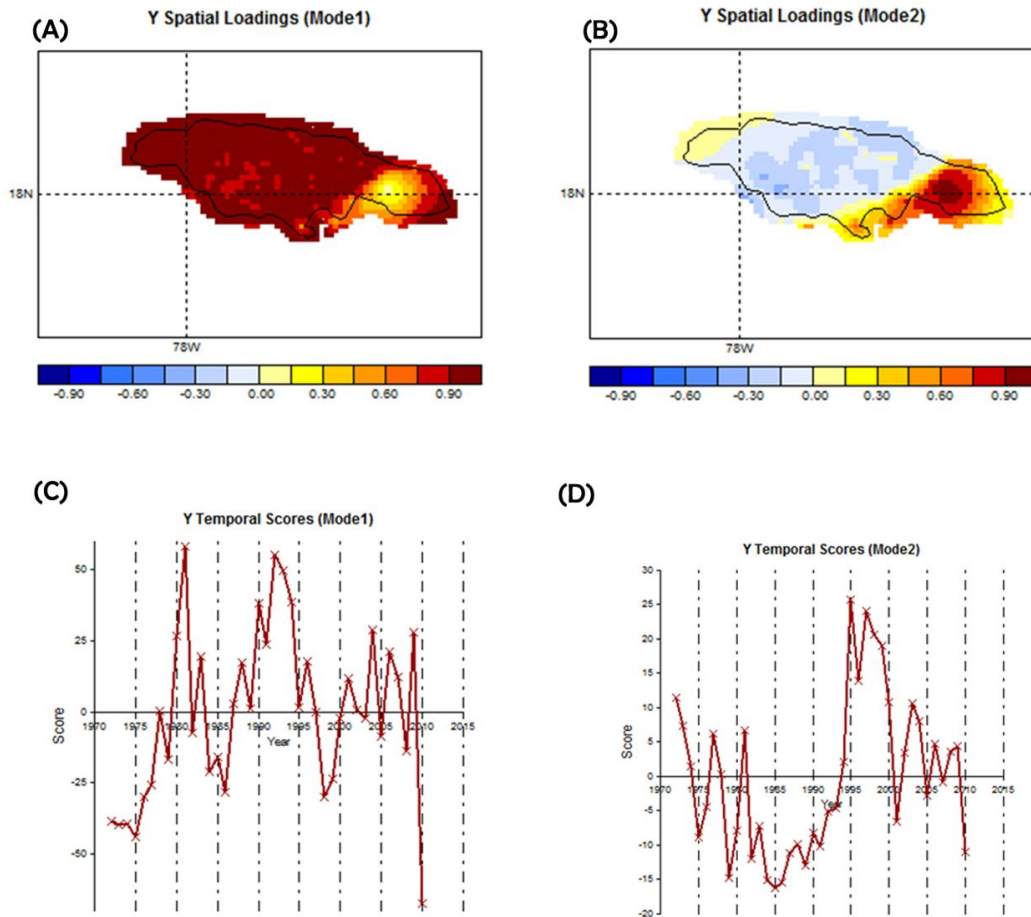 (A)
Y Spatial Loadings (Mode1)
18N
78W
-0.90 -0.60 -0.30 0.00 0.30 0.60 0.90
(B)
Y Spatial Loadings (Mode2)
18N
78W
-0.90 -0.60 -0.30 0.00 0.30 0.60 0.90
(C)
Y Temporal Scores (Mode1)
50
25
0
1970 1975 1980 1985 1990 1995 2000 2005 2010 2015
Year
Score
-25
-50
(D)
Y Temporal Scores (Mode2)
30
25
20
15
10
5
0
1970 1975 1980 1985 1990 1995 2000 2005 2010 2015
Year
Score
-5
-10
-15
-20